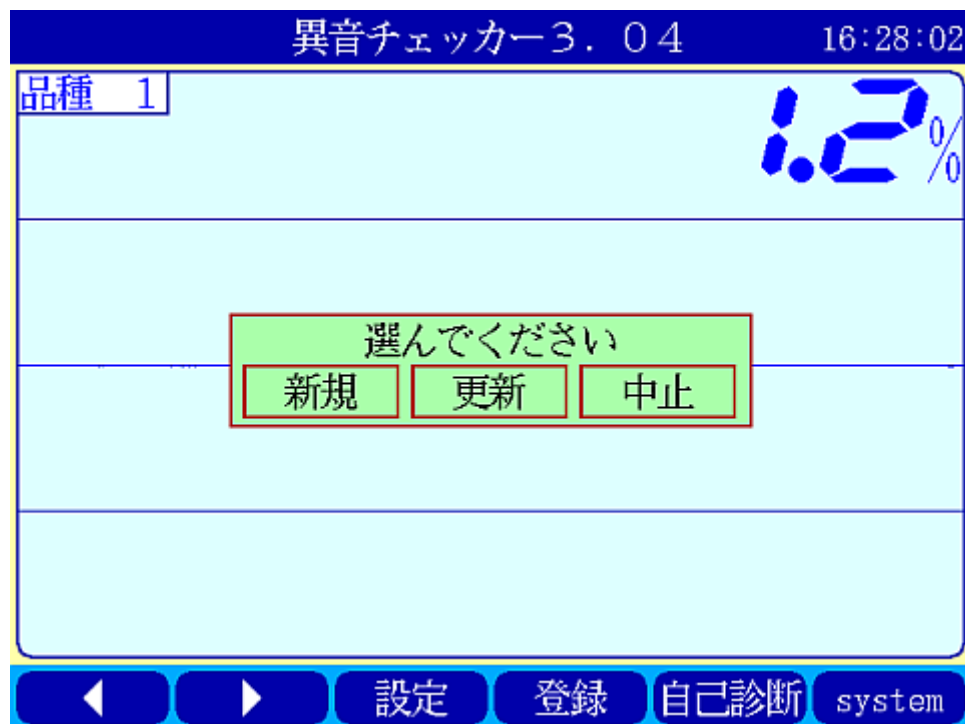 異音チェッカー３．０４ 16:28:02
品種 1
1.2%
選んでください
新規 更新 中止
設定 登録 自己診断 system